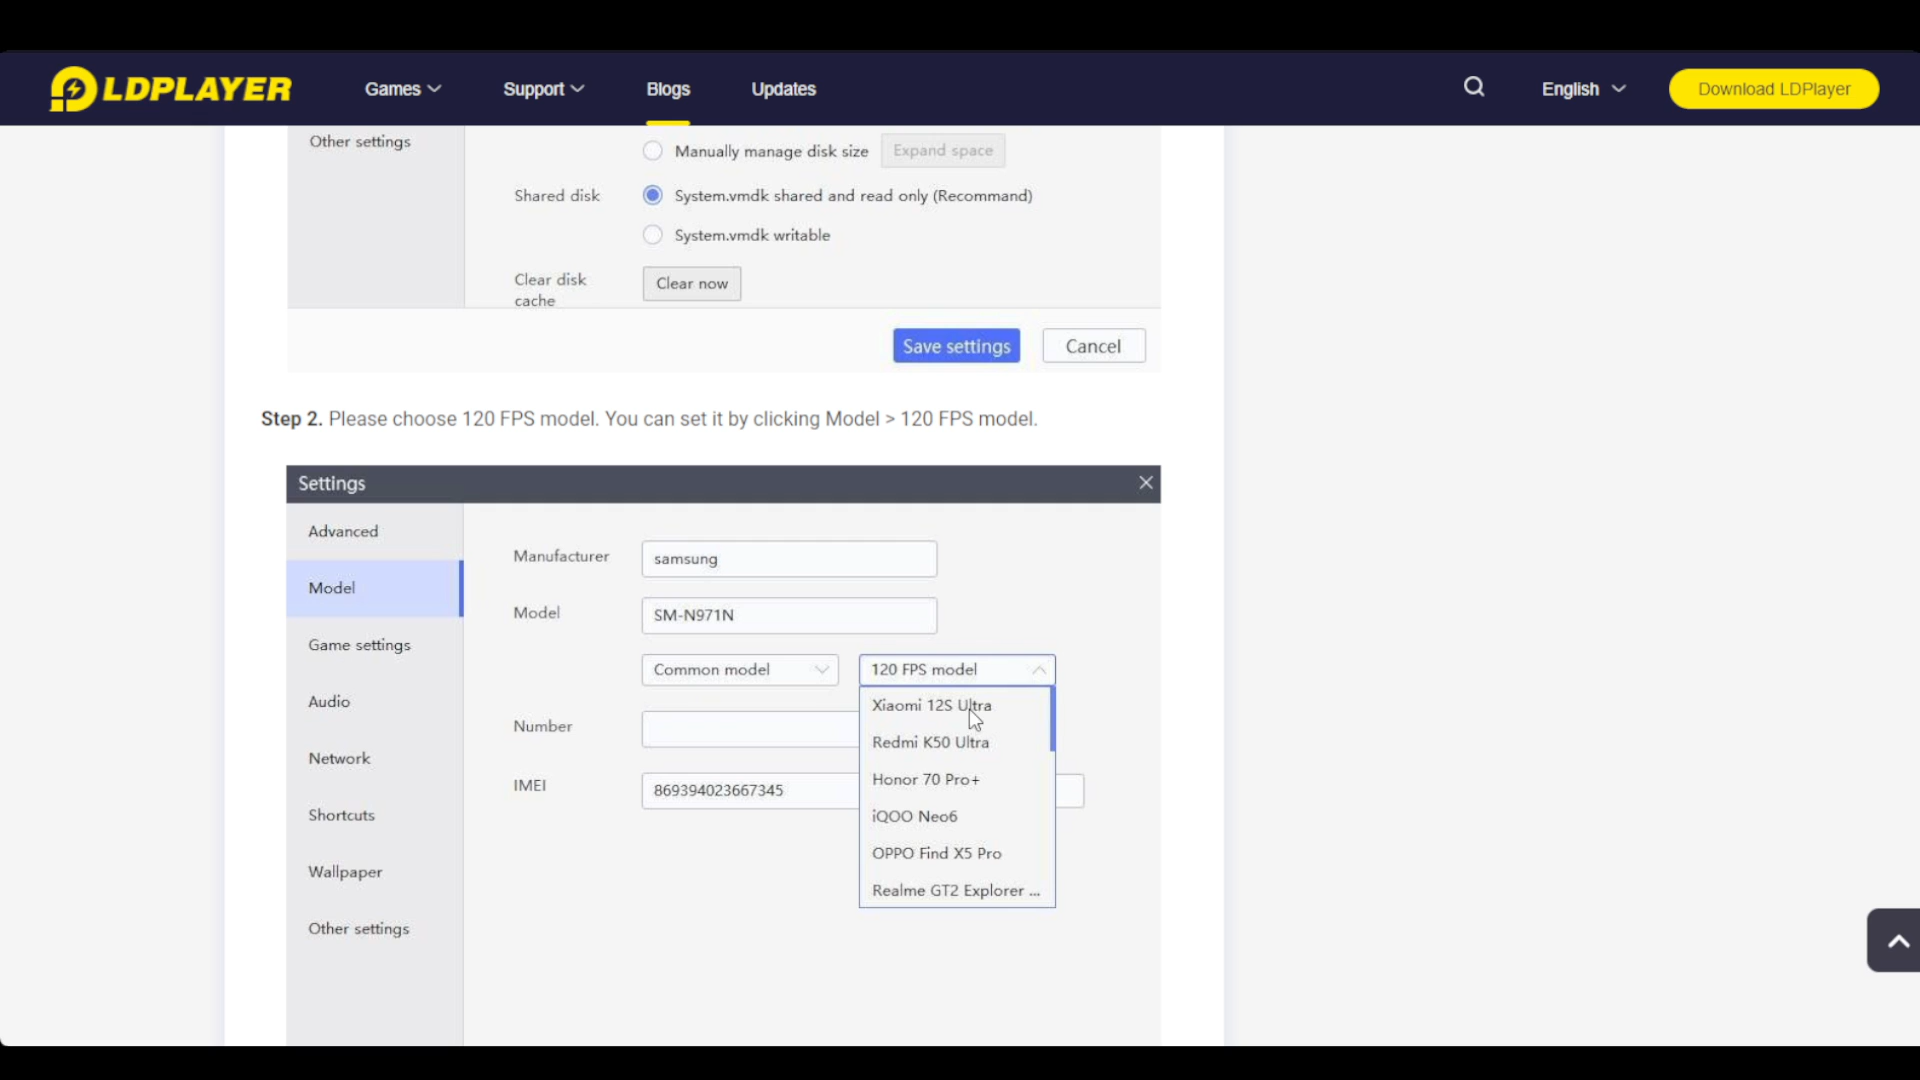 LDPLAYER
Games
Support
Blogs
Updates
English
Download LDPlayer
Other settings
Manually manage disk size
Expand space
Shared disk
System.vmdk shared and read only (Recommand)
System.vmdk writable
Clear disk
cache
Clear now
Save settings
Cancel
Step 2. Please choose 120 FPS model. You can set it by clicking Model > 120 FPS model.
Settings
Advanced
Manufacturer
samsung
Model
Model
SM-N971N
Game settings
Common model
120 FPS model
Xiaomi 12S Ultra
Audio
Number
Redmi K50 Ultra
Network
IMEI
869394023667345
Honor 70 Pro+
Shortcuts
iQOO Neo6
OPPO Find X5 Pro
Wallpaper
Realme GT2 Explorer ...
Other settings